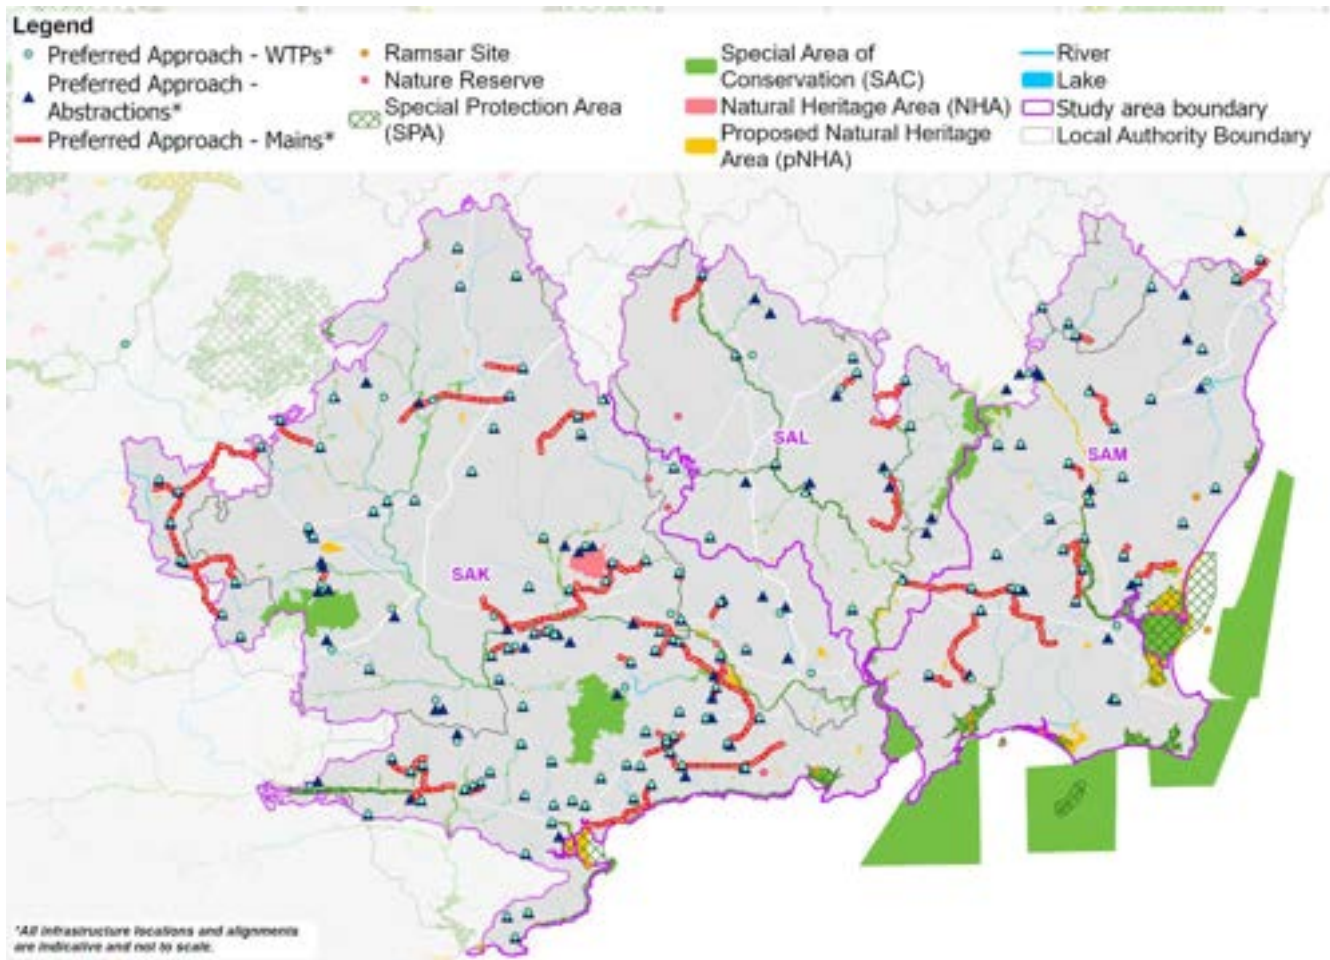 Legend
Preferred Approach - WTPs*
Preferred Approach -
Abstractions*
Preferred Approach - Mains*
Ramsar Site
Nature Reserve
Special Protection Area
(SPA)
Special Area of
Conservation (SAC)
Natural Heritage Area (NHA)
Proposed Natural Heritage
Area (pNHA)
River
Lake
Study area boundary
Local Authority Boundary
SAL
SAM
SAK
*All infrastructure locations and alignments
are indicative and not to scale.